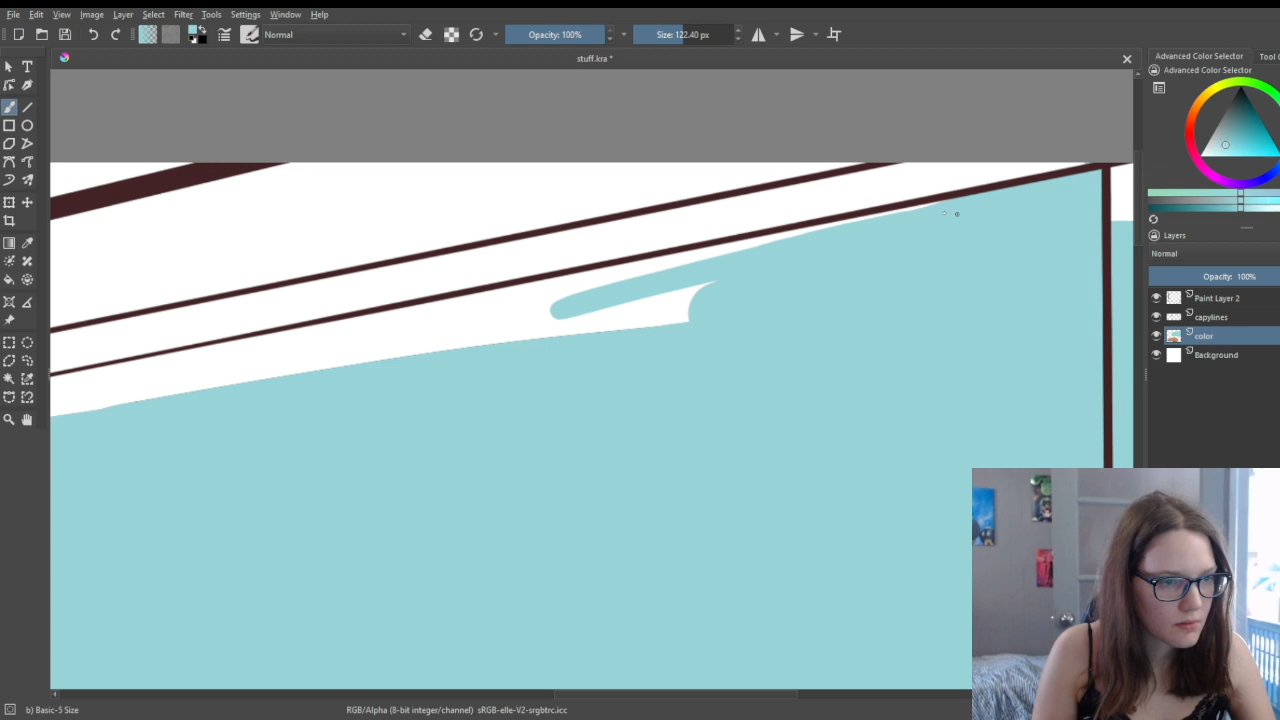 File Edit View Image Layer Select Filter Tools Settings Window Help
Normal Opacity: 100% Size: 122.40 px
stuff.kra *
Advanced Color Selector Tool O
Advanced Color Selector
Layers
Normal
Opacity: 100%
Paint Layer 2
capylines
color
Background
b) Basic-5 Size RGB/Alpha (8-bit integer/channel) sRGB-elle-V2-srgbtrc.icc